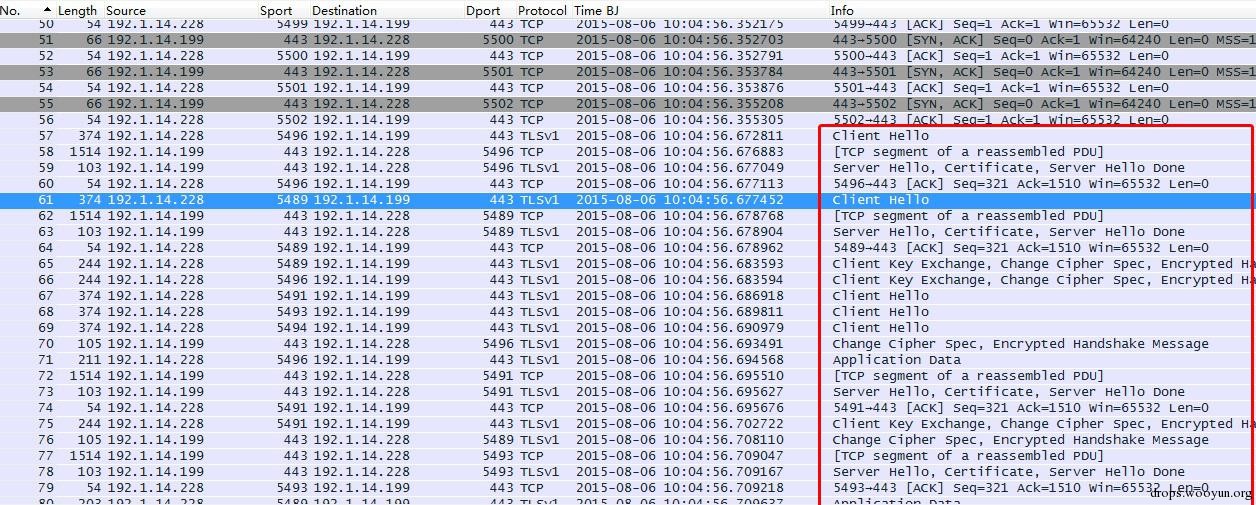 No. Length Source Sport Destination Dport Protocol Time BJ Info
50 54 192.1.14.228 5499 192.1.14.199 443 TCP 2015-08-06 10:04:56.352175 5499→443 [ACK] Seq=1 Ack=1 Win=65532 Len=0
51 66 192.1.14.199 443 192.1.14.228 5500 TCP 2015-08-06 10:04:56.352703 443→5500 [SYN, ACK] Seq=0 Ack=1 Win=64240 Len=0 MSS=1
52 54 192.1.14.228 5500 192.1.14.199 443 TCP 2015-08-06 10:04:56.352791 5500→443 [ACK] Seq=1 Ack=1 Win=65532 Len=0
53 66 192.1.14.199 443 192.1.14.228 5501 TCP 2015-08-06 10:04:56.353784 443→5501 [SYN, ACK] Seq=0 Ack=1 Win=64240 Len=0 MSS=1
54 54 192.1.14.228 5501 192.1.14.199 443 TCP 2015-08-06 10:04:56.353876 5501→443 [ACK] Seq=1 Ack=1 Win=65532 Len=0
55 66 192.1.14.199 443 192.1.14.228 5502 TCP 2015-08-06 10:04:56.355208 443→5502 [SYN, ACK] Seq=0 Ack=1 Win=64240 Len=0 MSS=1
56 54 192.1.14.228 5502 192.1.14.199 443 TCP 2015-08-06 10:04:56.355305 5502→443 [ACK] Seq=1 Ack=1 Win=65532 Len=0
57 374 192.1.14.228 5496 192.1.14.199 443 TLSv1 2015-08-06 10:04:56.672811 Client Hello
58 1514 192.1.14.199 443 192.1.14.228 5496 TCP 2015-08-06 10:04:56.676883 [TCP segment of a reassembled PDU]
59 103 192.1.14.199 443 192.1.14.228 5496 TLSv1 2015-08-06 10:04:56.677049 Server Hello, Certificate, Server Hello Done
60 54 192.1.14.228 5496 192.1.14.199 443 TCP 2015-08-06 10:04:56.677113 5496→443 [ACK] Seq=321 Ack=1510 Win=65532 Len=0
61 374 192.1.14.228 5489 192.1.14.199 443 TLSv1 2015-08-06 10:04:56.677452 Client Hello
62 1514 192.1.14.199 443 192.1.14.228 5489 TCP 2015-08-06 10:04:56.678768 [TCP segment of a reassembled PDU]
63 103 192.1.14.199 443 192.1.14.228 5489 TLSv1 2015-08-06 10:04:56.678904 Server Hello, Certificate, Server Hello Done
64 54 192.1.14.228 5489 192.1.14.199 443 TCP 2015-08-06 10:04:56.678962 5489→443 [ACK] Seq=321 Ack=1510 Win=65532 Len=0
65 244 192.1.14.228 5489 192.1.14.199 443 TLSv1 2015-08-06 10:04:56.683593 Client Key Exchange, Change Cipher Spec, Encrypted Ha
66 244 192.1.14.228 5496 192.1.14.199 443 TLSv1 2015-08-06 10:04:56.683594 Client Key Exchange, Change Cipher Spec, Encrypted Ha
67 374 192.1.14.228 5491 192.1.14.199 443 TLSv1 2015-08-06 10:04:56.686918 Client Hello
68 374 192.1.14.228 5493 192.1.14.199 443 TLSv1 2015-08-06 10:04:56.689811 Client Hello
69 374 192.1.14.228 5494 192.1.14.199 443 TLSv1 2015-08-06 10:04:56.690979 Client Hello
70 105 192.1.14.199 443 192.1.14.228 5496 TLSv1 2015-08-06 10:04:56.693491 Change Cipher Spec, Encrypted Handshake Message
71 211 192.1.14.228 5496 192.1.14.199 443 TLSv1 2015-08-06 10:04:56.694568 Application Data
72 1514 192.1.14.199 443 192.1.14.228 5491 TCP 2015-08-06 10:04:56.695510 [TCP segment of a reassembled PDU]
73 103 192.1.14.199 443 192.1.14.228 5491 TLSv1 2015-08-06 10:04:56.695627 Server Hello, Certificate, Server Hello Done
74 54 192.1.14.228 5491 192.1.14.199 443 TCP 2015-08-06 10:04:56.695676 5491→443 [ACK] Seq=321 Ack=1510 Win=65532 Len=0
75 244 192.1.14.228 5491 192.1.14.199 443 TLSv1 2015-08-06 10:04:56.702722 Client Key Exchange, Change Cipher Spec, Encrypted Ha
76 105 192.1.14.199 443 192.1.14.228 5489 TLSv1 2015-08-06 10:04:56.708110 Change Cipher Spec, Encrypted Handshake Message
77 1514 192.1.14.199 443 192.1.14.228 5493 TCP 2015-08-06 10:04:56.709047 [TCP segment of a reassembled PDU]
78 103 192.1.14.199 443 192.1.14.228 5493 TLSv1 2015-08-06 10:04:56.709167 Server Hello, Certificate, Server Hello Done
79 54 192.1.14.228 5493 192.1.14.199 443 TCP 2015-08-06 10:04:56.709218 5493→443 [ACK] Seq=321 Ack=1510 Win=65532 Len=0
drops.wooyun.org